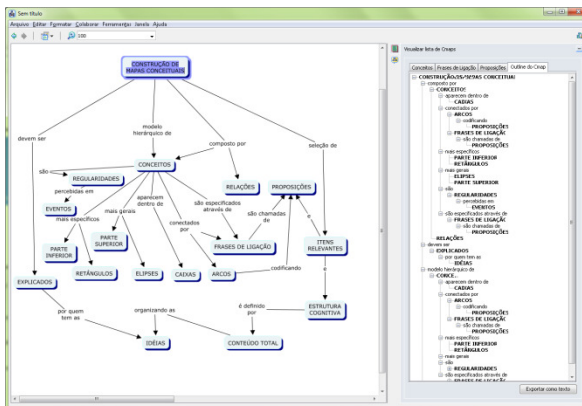 Sem título
Arquivo Editar Formatar Colaborar Ferramentas Janela Ajuda
100
CONSTRUÇÃO DE
MAPAS CONCEITUAIS
devem ser
modelo
hierárquico de
composto por
seleção de
CONCEITOS
são
REGULARIDADES
RELAÇÕES
PROPOSIÇÕES
percebidas em
EVENTOS
mais específicos
mais gerais
aparecem
dentro de
conectados
por
são especificados
através de
são chamadas
de
e
PARTE
INFERIOR
PARTE
SUPERIOR
FRASES DE LIGAÇÃO
ITENS
RELEVANTES
EXPLICADOS
RETÂNGULOS
ELIPSES
CAIXAS
ARCOS
codificando
e
por quem
tem as
organizando as
é definido
por
ESTRUTURA
COGNITIVA
IDÉIAS
CONTEÚDO TOTAL
Visualizar lista de Cmaps
Conceitos Frases de Ligação Proposições Outline do Cmap
composto por
CONCEITOS
aparecem dentro de
CAIXAS
conectados por
ARCOS
codificando
PROPOSIÇÕES
FRASES DE LIGAÇÃO
são chamadas de
PROPOSIÇÕES
mais específicos
PARTE INFERIOR
RETÂNGULOS
mais gerais
ELIPSES
PARTE SUPERIOR
são
REGULARIDADES
percebidas em
EVENTOS
são especificados através de
FRASES DE LIGAÇÃO
são chamadas de
PROPOSIÇÕES
RELAÇÕES
devem ser
EXPLICADOS
por quem tem as
IDÉIAS
modelo hierárquico de
CONCE...
aparecem dentro de
CAIXAS
conectados por
ARCOS
codificando
PROPOSIÇÕES
FRASES DE LIGAÇÃO
são chamadas de
PROPOSIÇÕES
mais específicos
PARTE INFERIOR
RETÂNGULOS
mais gerais
são
REGULARIDADES
são especificados através de
FRASES DE LIGAÇÃO
Exportar como texto